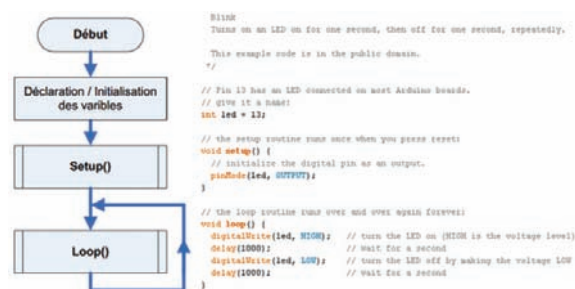 Début
Déclaration / Initialisation
des varibles
Setup()
Loop()
Blink
Turns on an LED on for one second, then off for one second, repeatedly.
This example code is in the public domain.
*/
// Pin 13 has an LED connected on most Arduino boards.
// give it a name:
int led = 13;
// the setup routine runs once when you press reset:
void setup() {
// initialize the digital pin as an output.
pinMode(led, OUTPUT);
}
// the loop routine runs over and over again forever:
void loop() {
digitalWrite(led, HIGH); // turn the LED on (HIGH is the voltage level)
delay(1000); // wait for a second
digitalWrite(led, LOW); // turn the LED off by making the voltage LOW
delay(1000); // wait for a second
}